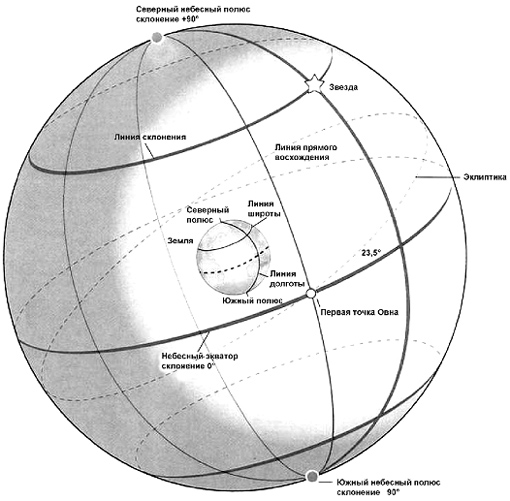 Северный небесный полюс
склонение +90°
Звезда
Линия склонения
Линия прямого
восхождения
Эклиптика
Северный
полюс
Линия
широты
Земля
23,5°
Линия
долготы
Южный полюс
Первая точка Овна
Небесный экватор
склонение 0°
Южный небесный полюс
склонение 90°